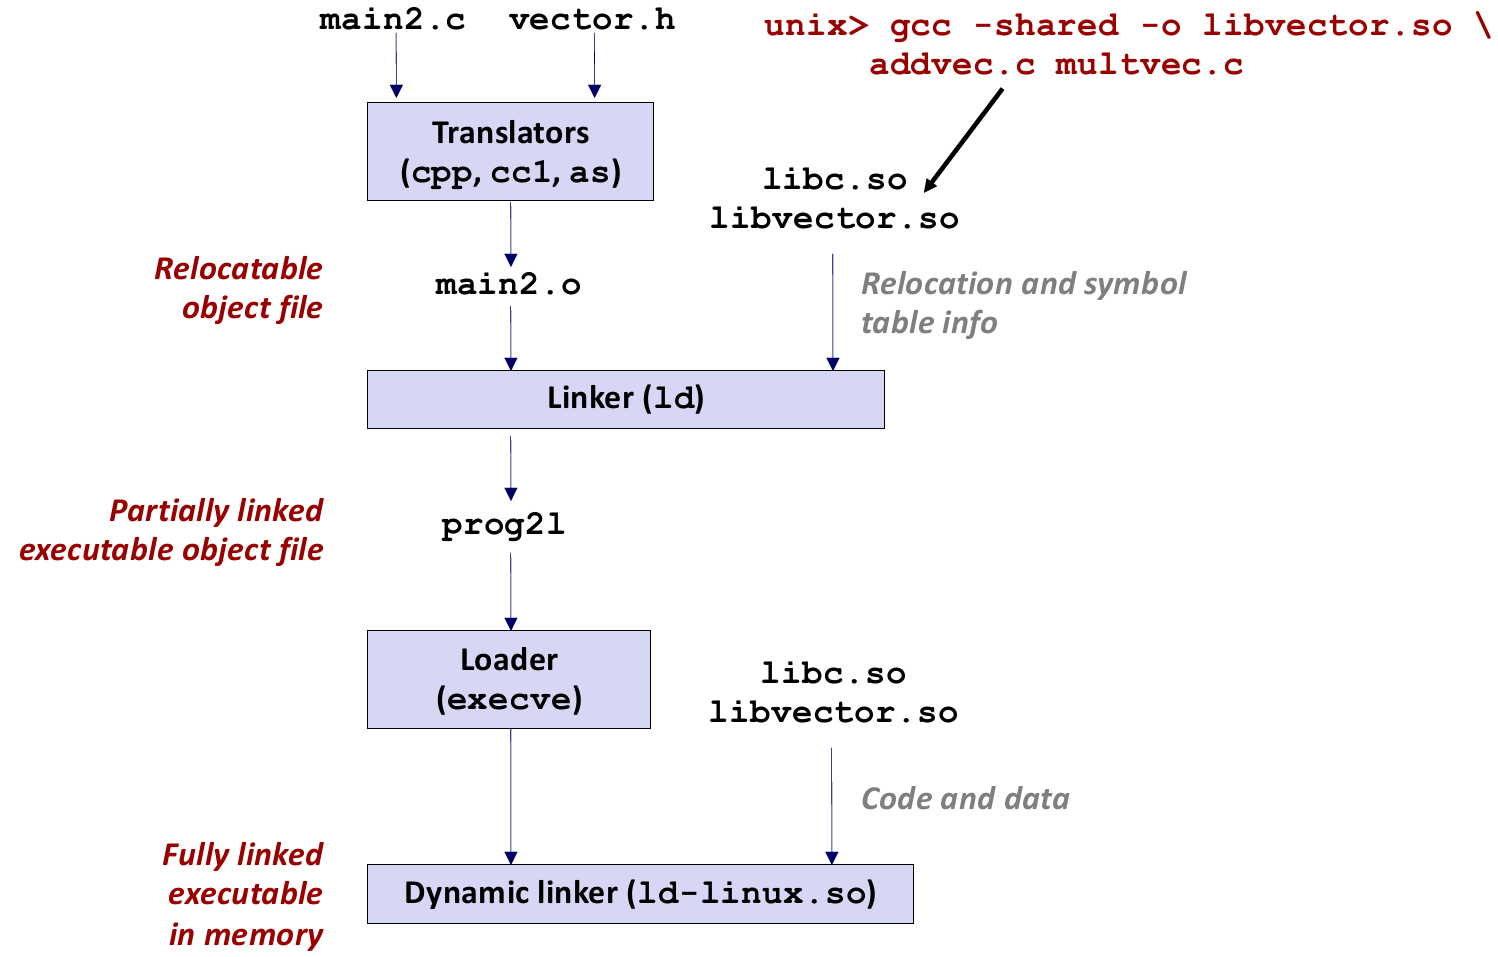 main2.c vector.h
unix> gcc -shared -o libvector.so \
addvec.c multvec.c
Translators
(cpp, cc1, as)
libc.so
libvector.so
Relocatable
object file
main2.o
Relocation and symbol
table info
Linker (ld)
Partially linked
executable object file
prog2l
Loader
(execve)
libc.so
libvector.so
Code and data
Fully linked
executable
in memory
Dynamic linker (ld-linux.so)